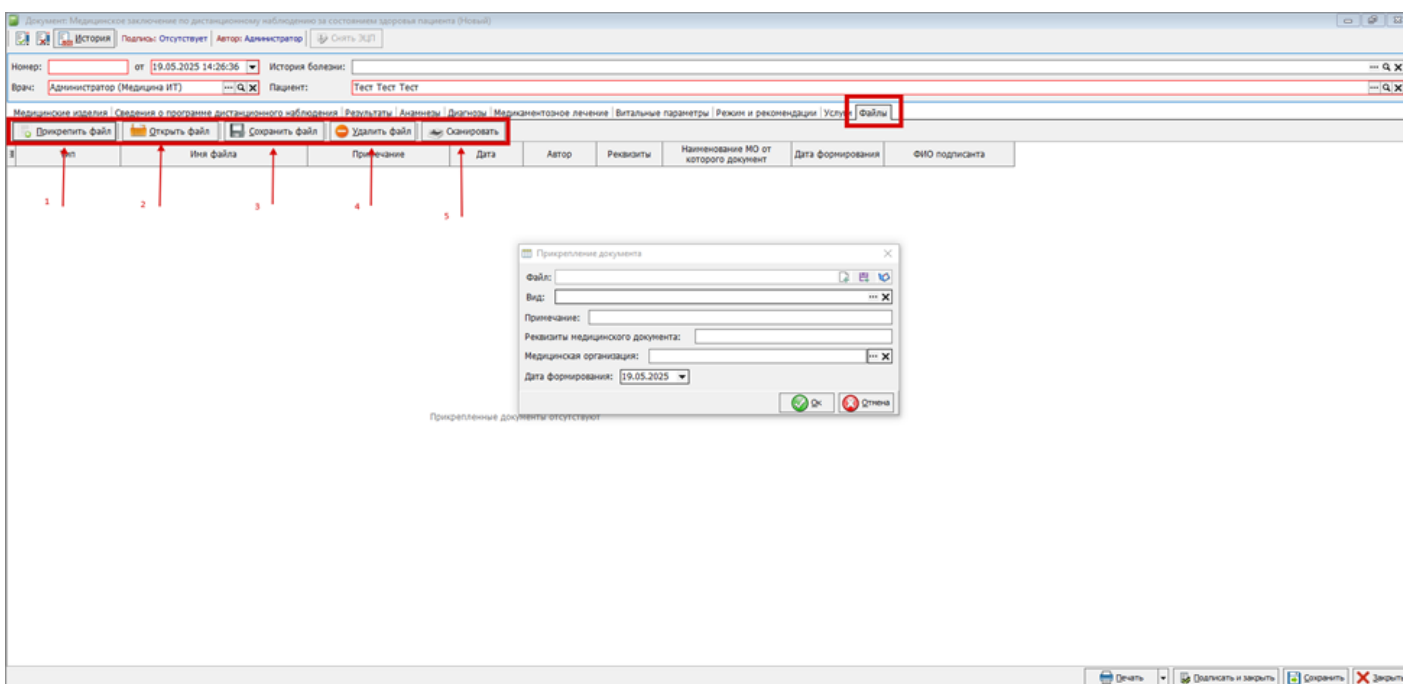 Документ: Медицинское заключение по дистанционному наблюдению за состоянием здоровья пациента (Новый)
История Подпись: Отсутствует Автор: Администратор Снять ЭЦП
Номер: от 19.05.2025 14:26:36 История болезни:
Врач: Администратор (Медицина ИТ) Пациент: Тест Тест Тест
Медицинские изделия Сведения о программе дистанционного наблюдения Результаты Анамнезы Диагнозы Медикаментозное лечение Витальные параметры Режим и рекомендации Услуги Файлы
Прикрепить файл Открыть файл Сохранить файл Удалить файл Сканировать
Тип Имя файла Примечание Дата Автор Реквизиты Наименование МО от которого документ Дата формирования ФИО подписанта
1 2 3 4 5
Прикрепление документа
Файл:
Вид:
Примечание:
Реквизиты медицинского документа:
Медицинская организация:
Дата формирования: 19.05.2025
Ок Отмена
Прикрепленные документы отсутствуют
Печать Подписать и закрыть Сохранить Закрыть